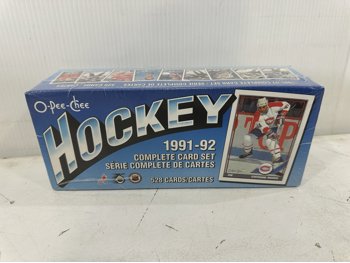 O-Pee-Chee
HOCKEY
1991-92
COMPLETE CARD SET
SÉRIE COMPLÈTE DE CARTES
528 CARDS/CARTES